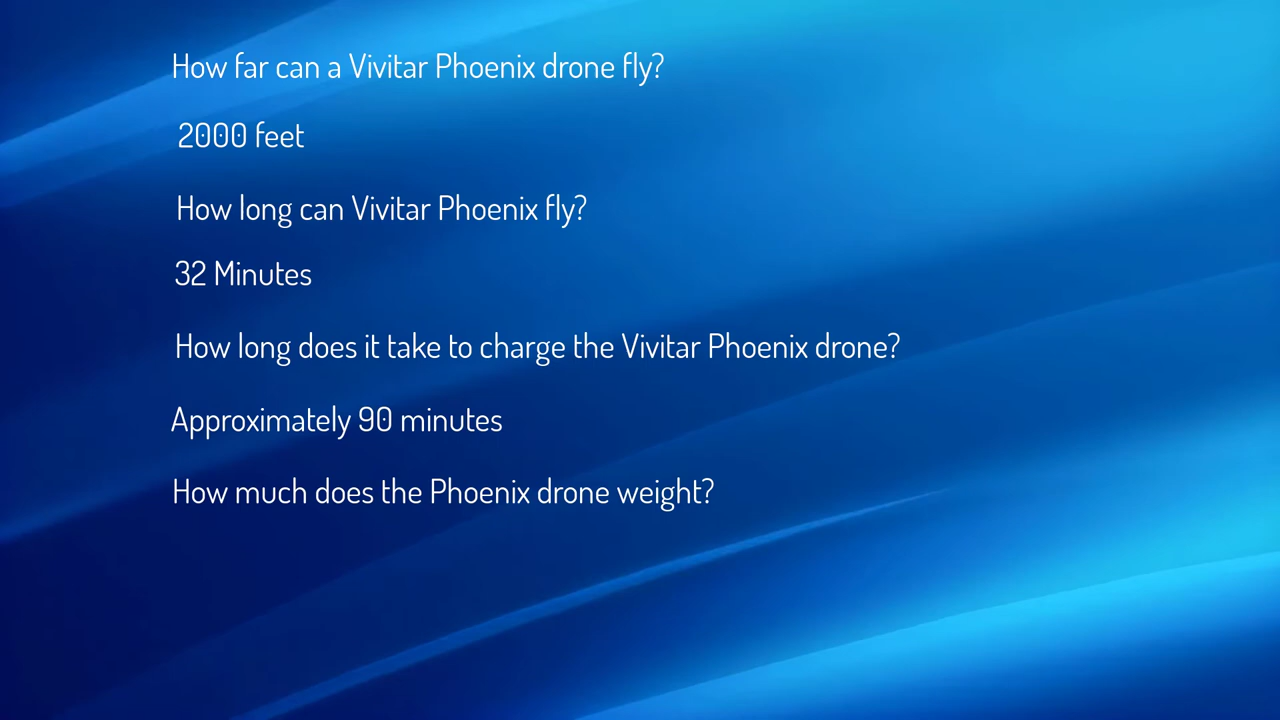 How far can a Vivitar Phoenix drone fly?
2000 feet
How long can Vivitar Phoenix fly?
32 Minutes
How long does it take to charge the Vivitar Phoenix drone?
Approximately 90 minutes
How much does the Phoenix drone weight?